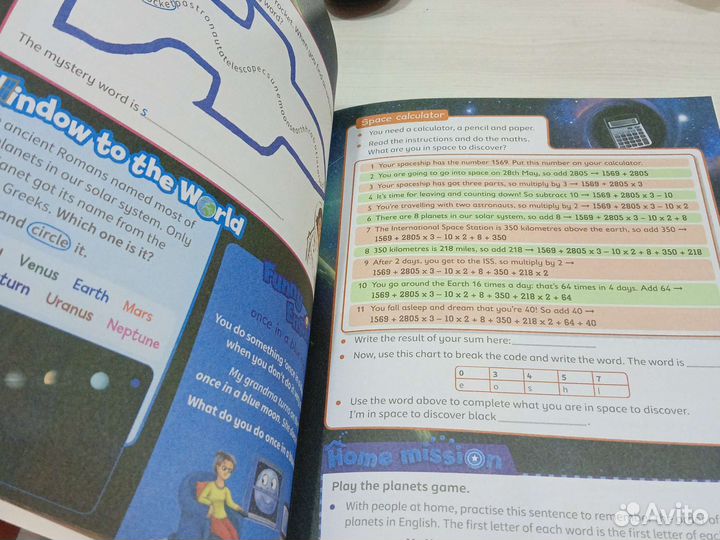 rocket. When you
word?
rocketpastronautofelescopecsunemoonsearth
The mystery word is s
Window to the World
ancient Romans named most of
planets in our solar system. Only
planet got its name from the
Greeks. Which one is it?
and circle it.
Venus Earth Mars
Uranus Neptune
once in a blue
You do something once
when you don't do it
My grandma turns
once in a blue moon. She
What do you do once in a
Space calculator
• You need a calculator, a pencil and paper.
• Read the instructions and do the maths.
What are you in space to discover?
1 Your spaceship has the number 1569. Put this number on your calculator.
2 You are going to go into space on 28th May, so add 2805 → 1569 + 2805
3 Your spaceship has got three parts, so multiply by 3 → 1569 + 2805 x 3
4 It's time for leaving and counting down! So subtract 10 → 1569 + 2805 x 3 – 10
5 You're travelling with two astronauts, so multiply by 2 → 1569 + 2805 x 3 – 10 x 2
6 There are 8 planets in our solar system, so add 8 → 1569 + 2805 x 3 – 10 x 2 + 8
7 The International Space Station is 350 kilometres above the earth, so add 350 →
1569 + 2805 x 3 – 10 x 2 + 8 + 350
8 350 kilometres is 218 miles, so add 218 → 1569 + 2805 x 3 – 10 x 2 + 8 + 350 + 218
9 After 2 days, you get to the ISS, so multiply by 2 →
1569 + 2805 x 3 – 10 x 2 + 8 + 350 + 218 x 2
10 You go around the Earth 16 times a day: that's 64 times in 4 days. Add 64 →
1569 + 2805 x 3 – 10 x 2 + 8 + 350 + 218 x 2 + 64
11 You fall asleep and dream that you're 40! So add 40 →
1569 + 2805 x 3 – 10 x 2 + 8 + 350 + 218 x 2 + 64 + 40
• Write the result of your sum here:
• Now, use this chart to break the code and write the word. The word is
0 3 4 5 7
e o s h l
• Use the word above to complete what you are in space to discover.
I'm in space to discover black
Home mission
Play the planets game.
• With people at home, practise this sentence to remember the
planets in English. The first letter of each word is the first letter of
Avito